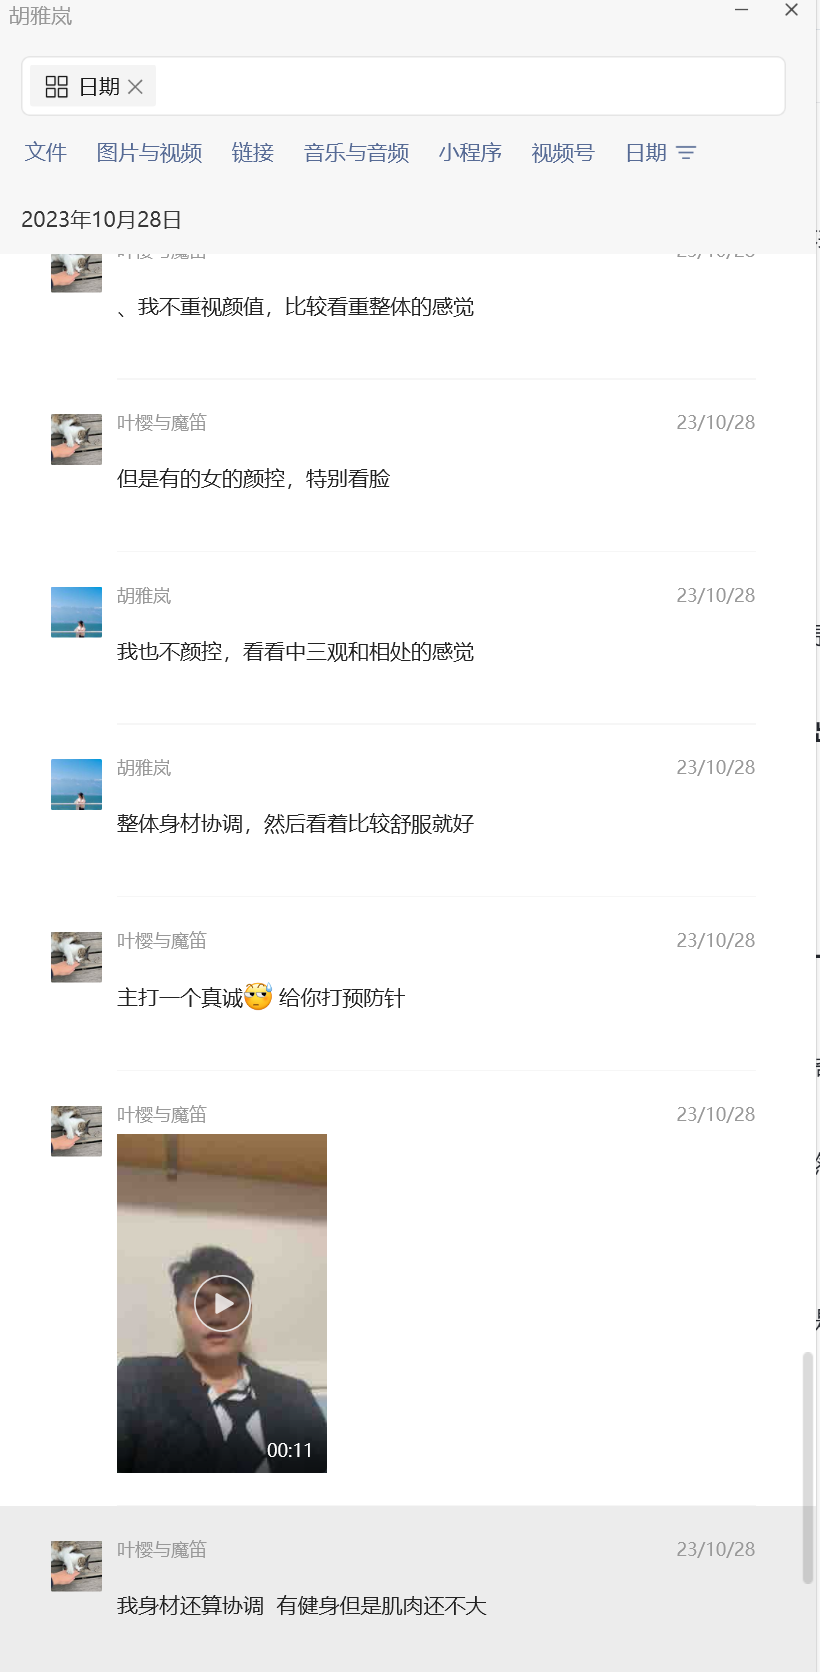 胡雅岚
日期
文件 图片与视频 链接 音乐与音频 小程序 视频号 日期
2023年10月28日
叶樱与魔笛 23/10/28
、我不重视颜值，比较看重整体的感觉
叶樱与魔笛 23/10/28
但是有的女的颜控，特别看脸
胡雅岚 23/10/28
我也不颜控，看看中三观和相处的感觉
胡雅岚 23/10/28
整体身材协调，然后看着比较舒服就好
叶樱与魔笛 23/10/28
主打一个真诚😓 给你打预防针
叶樱与魔笛 23/10/28
00:11
叶樱与魔笛 23/10/28
我身材还算协调 有健身但是肌肉还不大